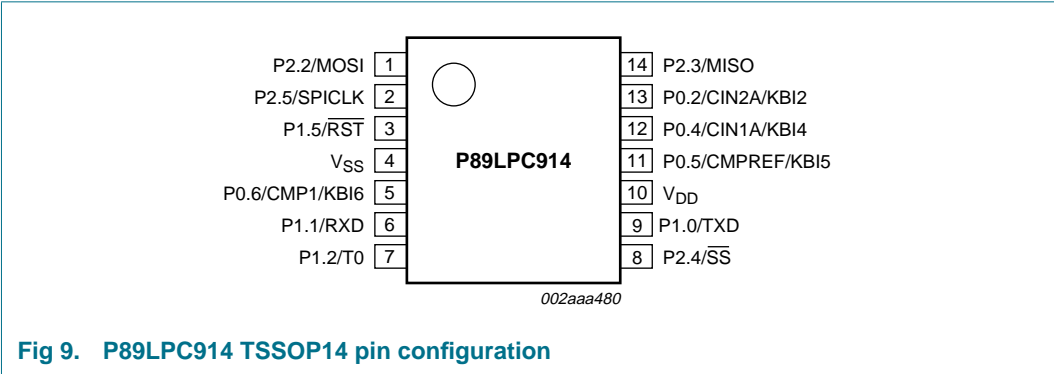 P2.2/MOSI 1 14 P2.3/MISO
P2.5/SPICLK 2 13 P0.2/CIN2A/KBI2
P1.5/R̅S̅T̅ 3 12 P0.4/CIN1A/KBI4
VSS 4 P89LPC914 11 P0.5/CMPREF/KBI5
P0.6/CMP1/KBI6 5 10 VDD
P1.1/RXD 6 9 P1.0/TXD
P1.2/T0 7 8 P2.4/S̅S̅
002aaa480
Fig 9. P89LPC914 TSSOP14 pin configuration